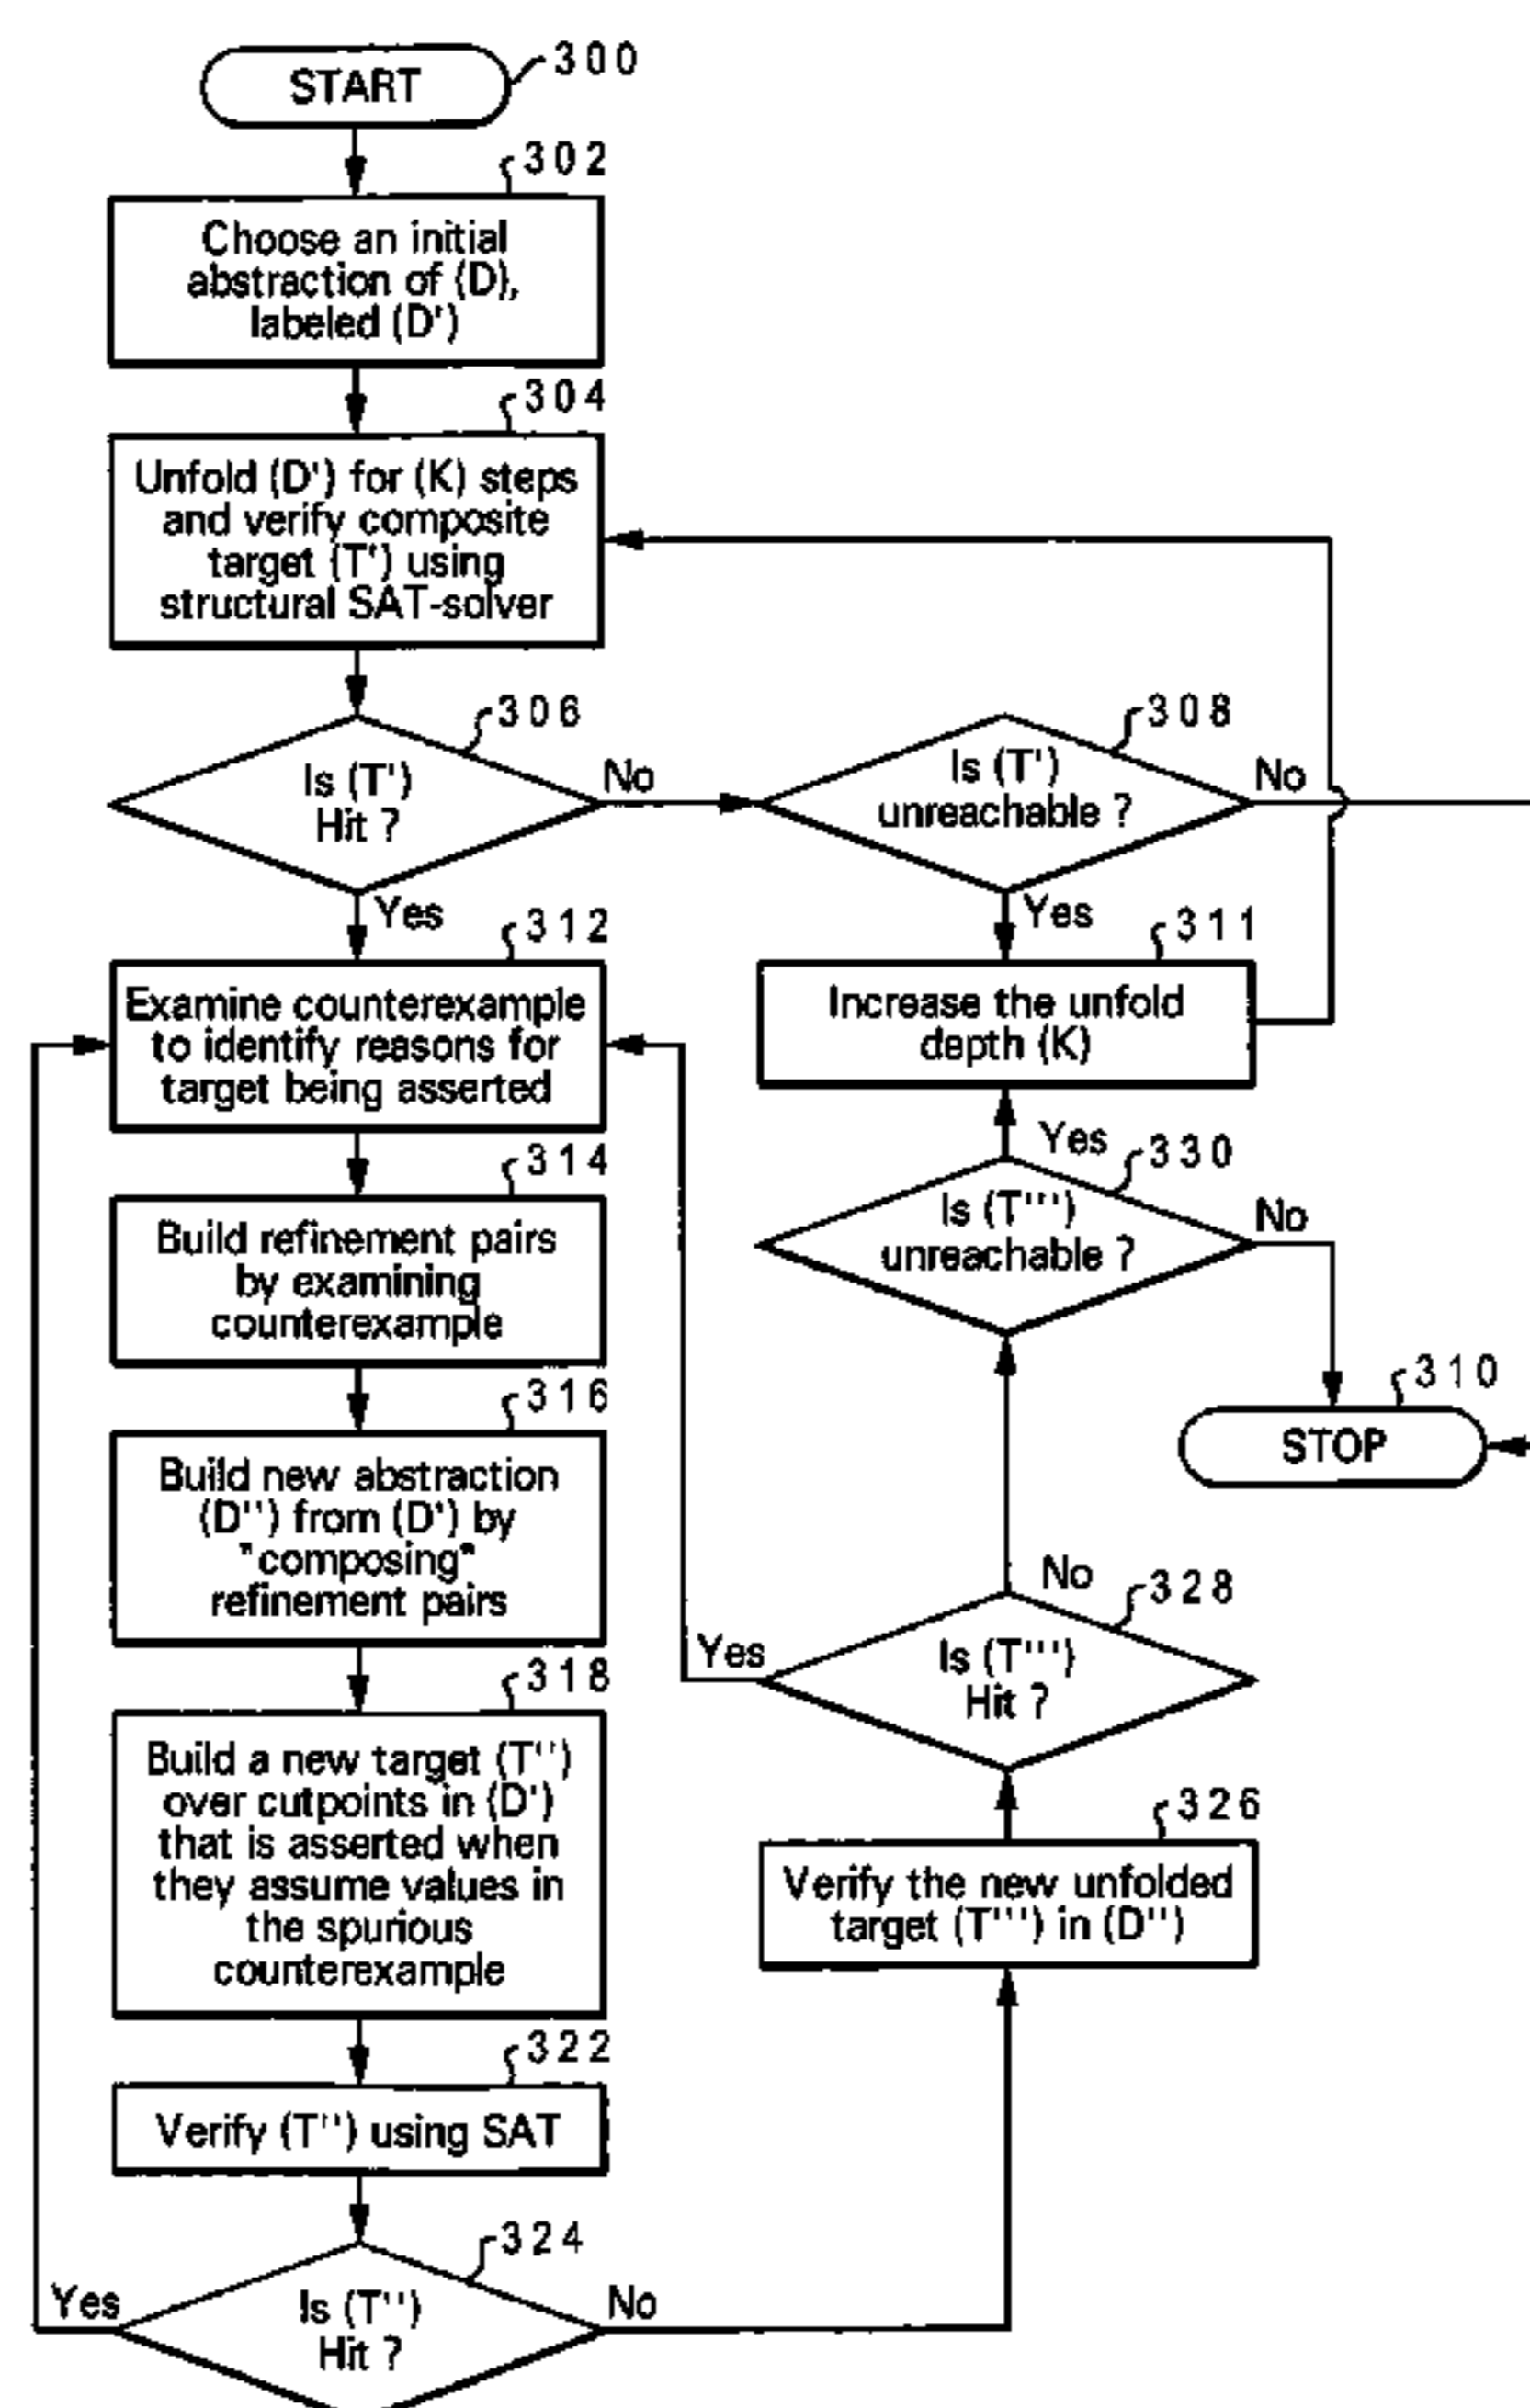 START
300
302
Choose an initial
abstraction of (D),
labeled (D')
304
Unfold (D') for (K) steps
and verify composite
target (T') using
structural SAT-solver
306
Is (T')
Hit ?
No
Yes
308
Is (T')
unreachable ?
No
Yes
312
Examine counterexample
to identify reasons for
target being asserted
311
Increase the unfold
depth (K)
314
Build refinement pairs
by examining
counterexample
Yes
330
Is (T''')
unreachable ?
No
310
STOP
316
Build new abstraction
(D'') from (D') by
"composing"
refinement pairs
No
328
Is (T''')
Hit ?
Yes
318
Build a new target (T'')
over cutpoints in (D')
that is asserted when
they assume values in
the spurious
counterexample
326
Verify the new unfolded
target (T''') in (D'')
322
Verify (T'') using SAT
324
Is (T'')
Hit ?
Yes
No